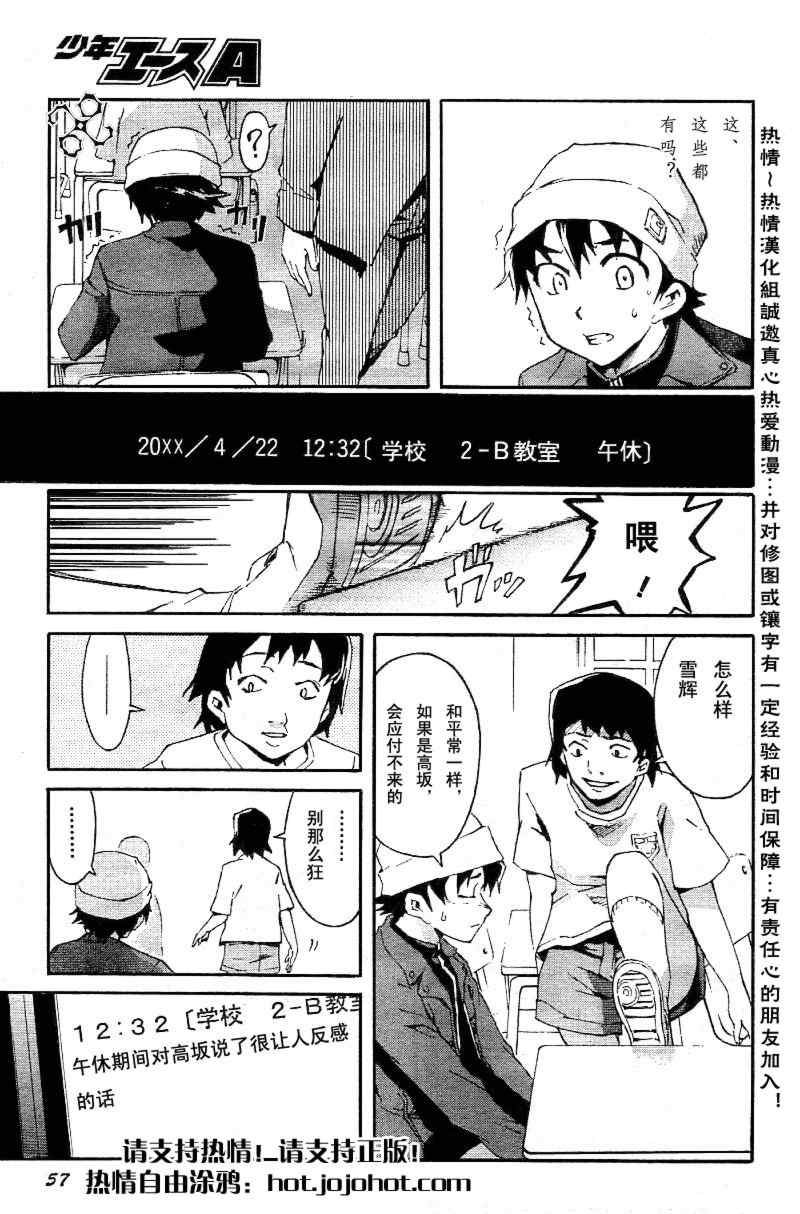 少年エースA
这、
这些都
有吗？
？
ガリ
ガリ
20XX／4／22 12:32〔学校 2-B教室 午休〕
喂！
ガッ
怎么样
雪辉
和平常一样，
如果是高坂，
会应付不来的
………
………
别那么狂
………
12:32〔学校 2-B教室
午休期间对高坂说了很让人反感
的话
热情~热情漢化組誠邀真心热爱動漫…并对修图或镶字有一定经验和时间保障…有责任心的朋友加入！
请支持热情!_请支持正版!
热情自由涂鸦: hot.jojohot.com
57